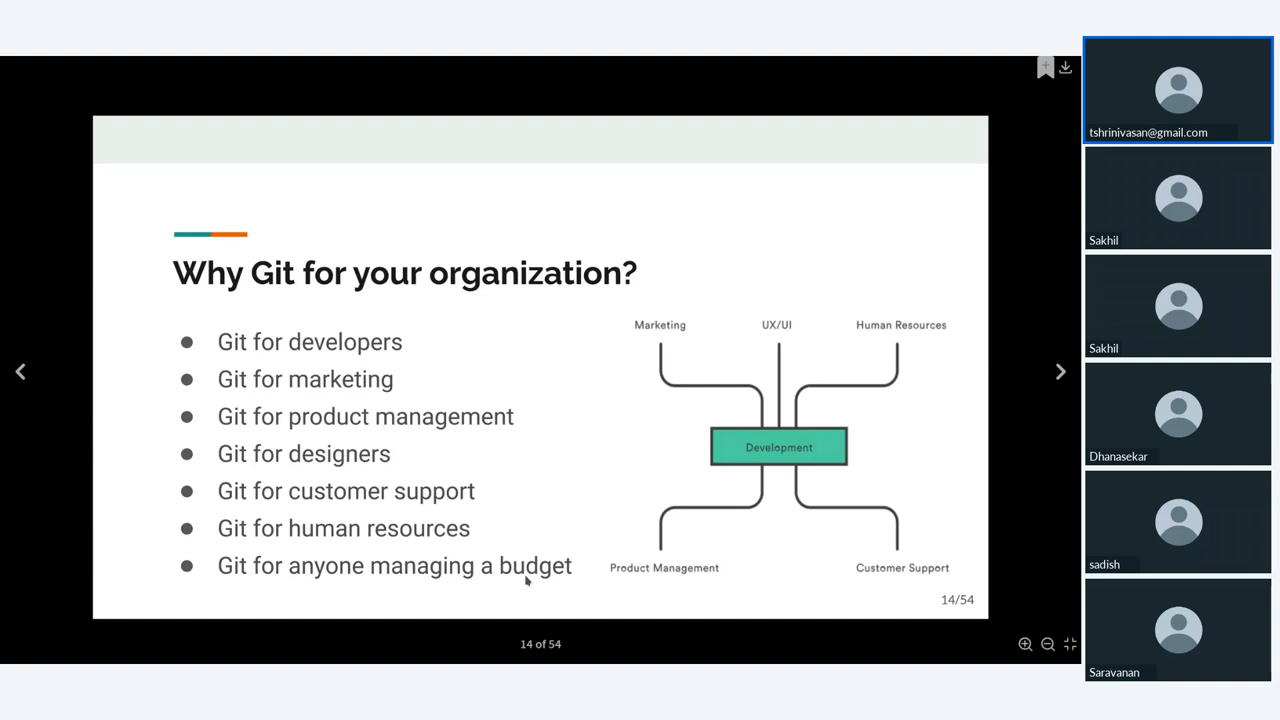 Why Git for your organization?
● Git for developers
● Git for marketing
● Git for product management
● Git for designers
● Git for customer support
● Git for human resources
● Git for anyone managing a budget
Marketing
UX/UI
Human Resources
Development
Product Management
Customer Support
14/54
14 of 54
tshrinivasan@gmail.com
Sakhil
Sakhil
Dhanasekar
sadish
Saravanan